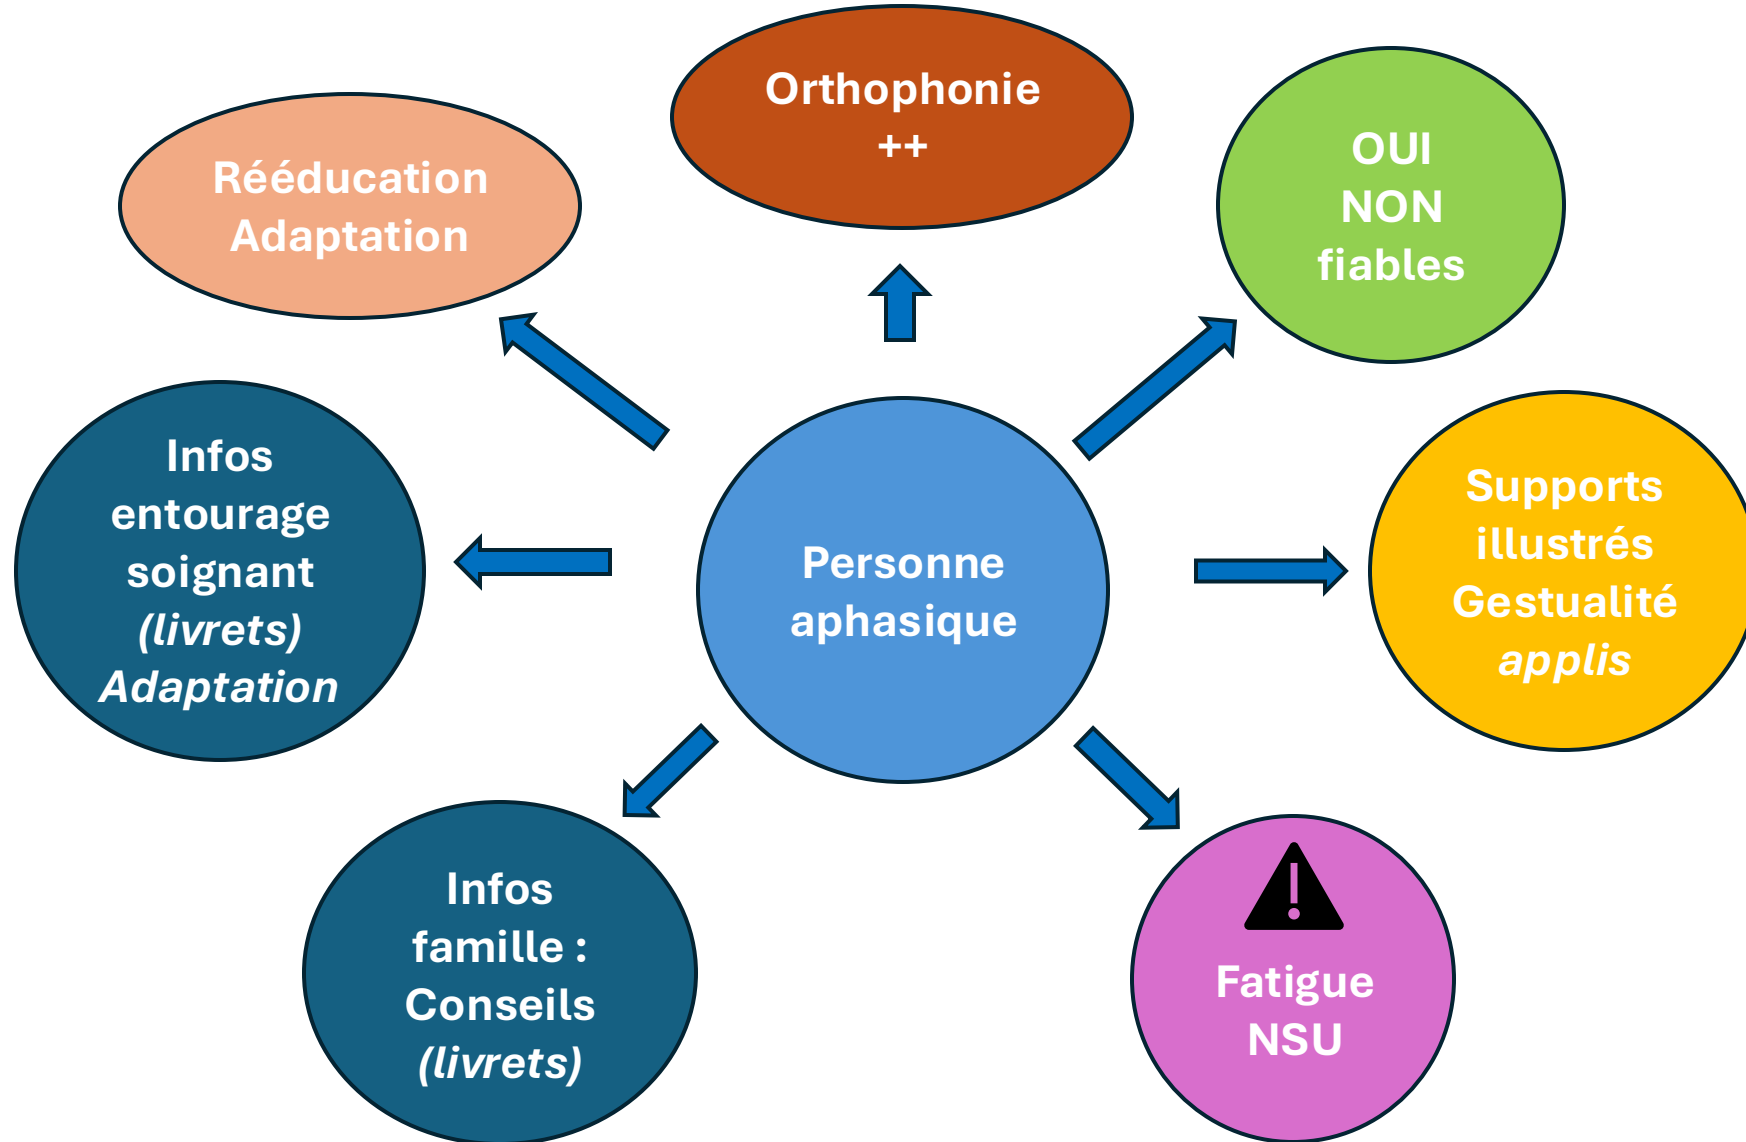 Orthophonie
++
OUI
NON
fiables
Rééducation
Adaptation
Infos
entourage
soignant
(livrets)
Adaptation
Personne
aphasique
Supports
illustrés
Gestualité
applis
Infos
famille :
Conseils
(livrets)
Fatigue
NSU